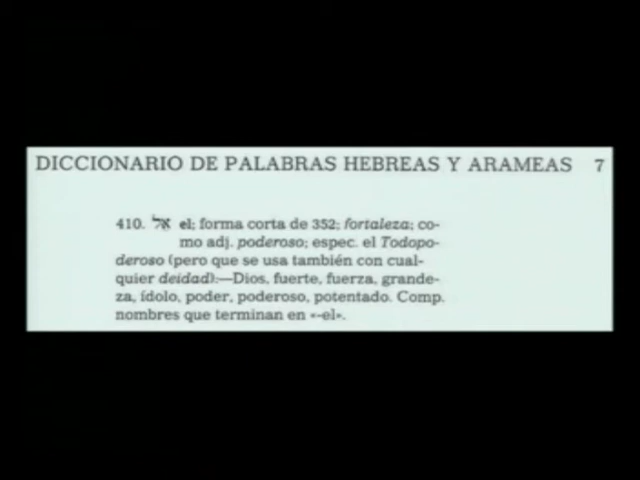 DICCIONARIO DE PALABRAS HEBREAS Y ARAMEAS 7
410. אל el; forma corta de 352; fortaleza; co-
mo adj. poderoso; espec. el Todopo-
deroso (pero que se usa también con cual-
quier deidad):—Dios, fuerte, fuerza, grande-
za, ídolo, poder, poderoso, potentado. Comp.
nombres que terminan en «-el».